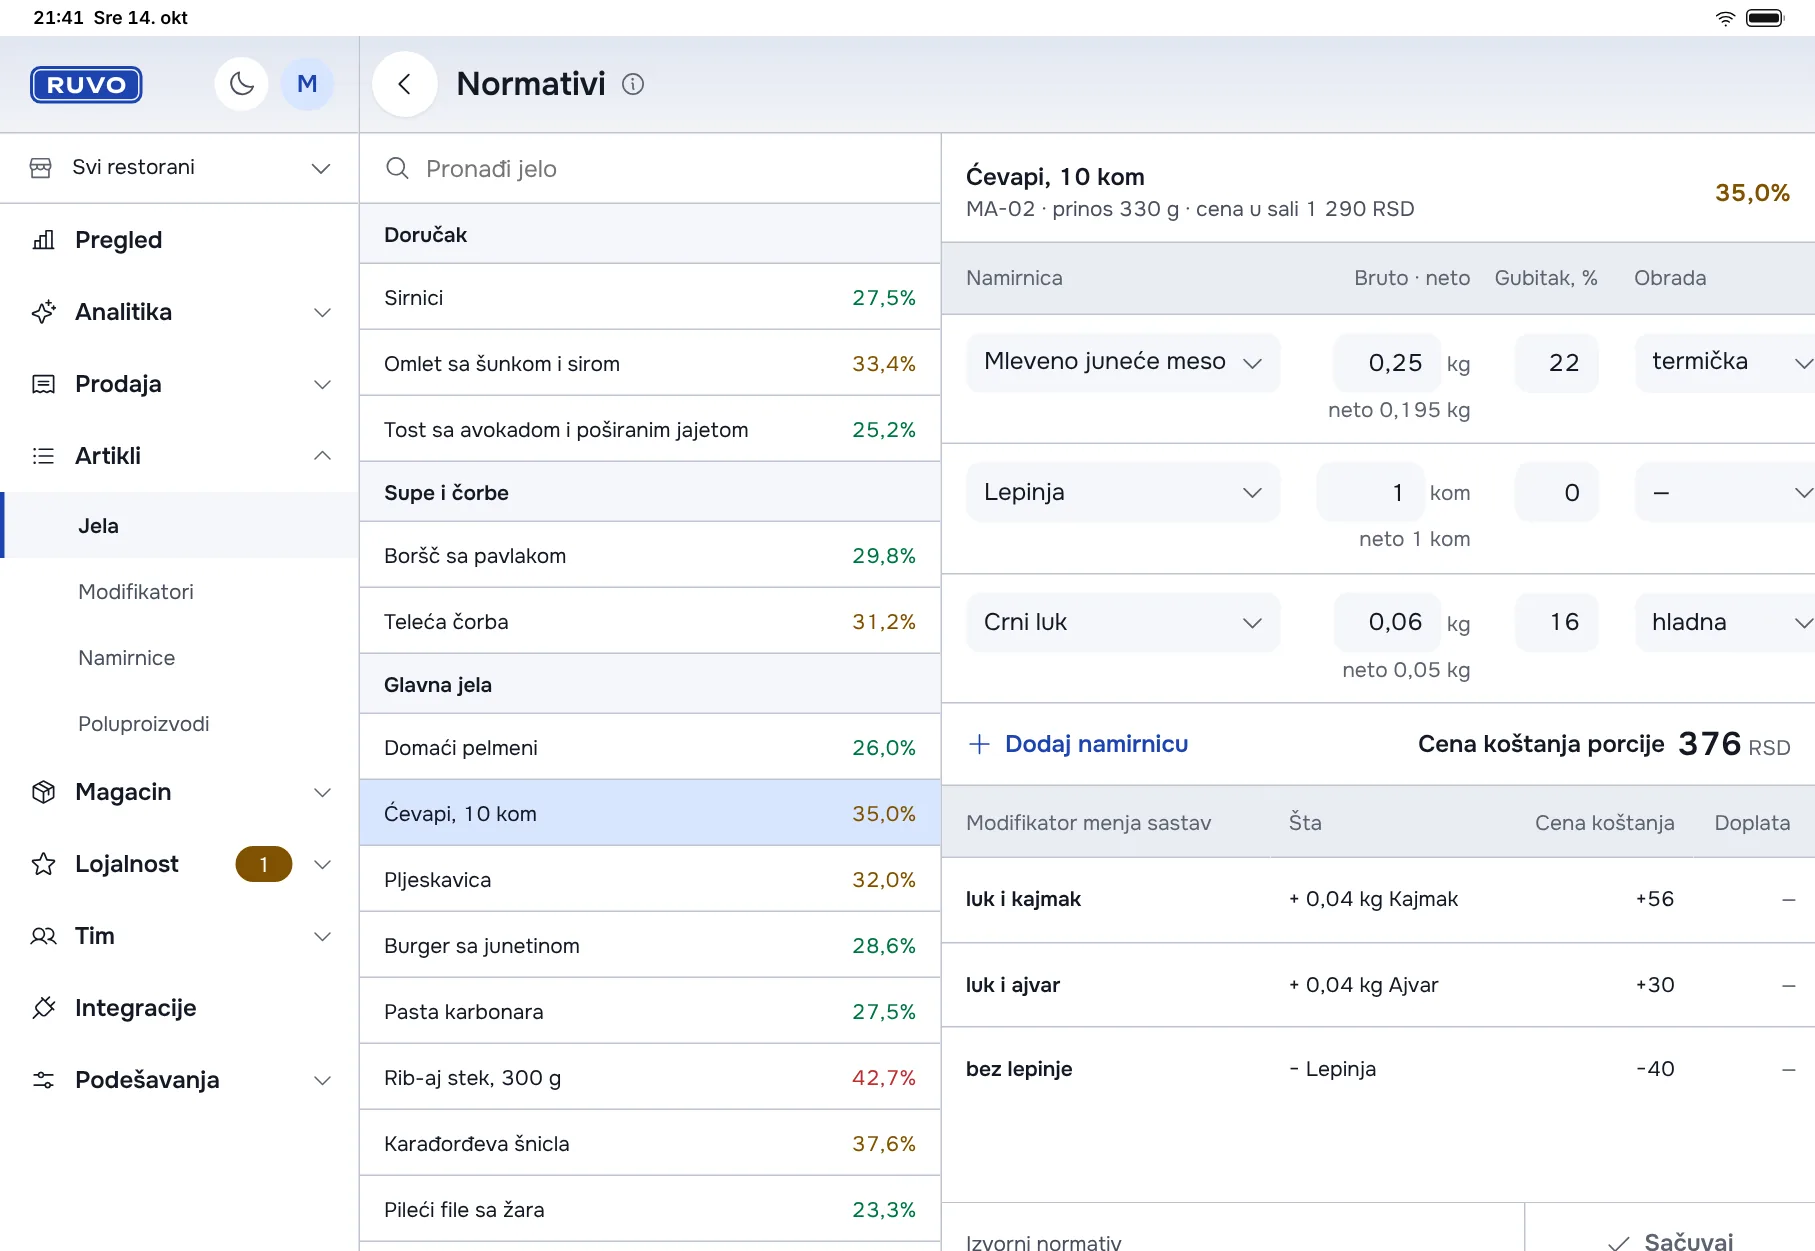 21:41 Sre 14. okt
RUVO
M
Normativi
Svi restorani
Pregled
Analitika
Prodaja
Artikli
Jela
Modifikatori
Namirnice
Poluproizvodi
Magacin
Lojalnost 1
Tim
Integracije
Podešavanja
Pronađi jelo
Doručak
Sirnici 27,5%
Omlet sa šunkom i sirom 33,4%
Tost sa avokadom i poširanim jajetom 25,2%
Supe i čorbe
Boršč sa pavlakom 29,8%
Teleća čorba 31,2%
Glavna jela
Domaći pelmeni 26,0%
Ćevapi, 10 kom 35,0%
Pljeskavica 32,0%
Burger sa junetinom 28,6%
Pasta karbonara 27,5%
Rib-aj stek, 300 g 42,7%
Karađorđeva šnicla 37,6%
Pileći file sa žara 23,3%
Ćevapi, 10 kom
MA-02 · prinos 330 g · cena u sali 1 290 RSD
35,0%
Namirnica Bruto · neto Gubitak, % Obrada
Mleveno juneće meso 0,25 kg 22 termička
neto 0,195 kg
Lepinja 1 kom 0 –
neto 1 kom
Crni luk 0,06 kg 16 hladna
neto 0,05 kg
Dodaj namirnicu Cena koštanja porcije 376 RSD
Modifikator menja sastav Šta Cena koštanja Doplata
luk i kajmak + 0,04 kg Kajmak +56 –
luk i ajvar + 0,04 kg Ajvar +30 –
bez lepinje − Lepinja −40 –
Izvorni normativ
Sačuvaj